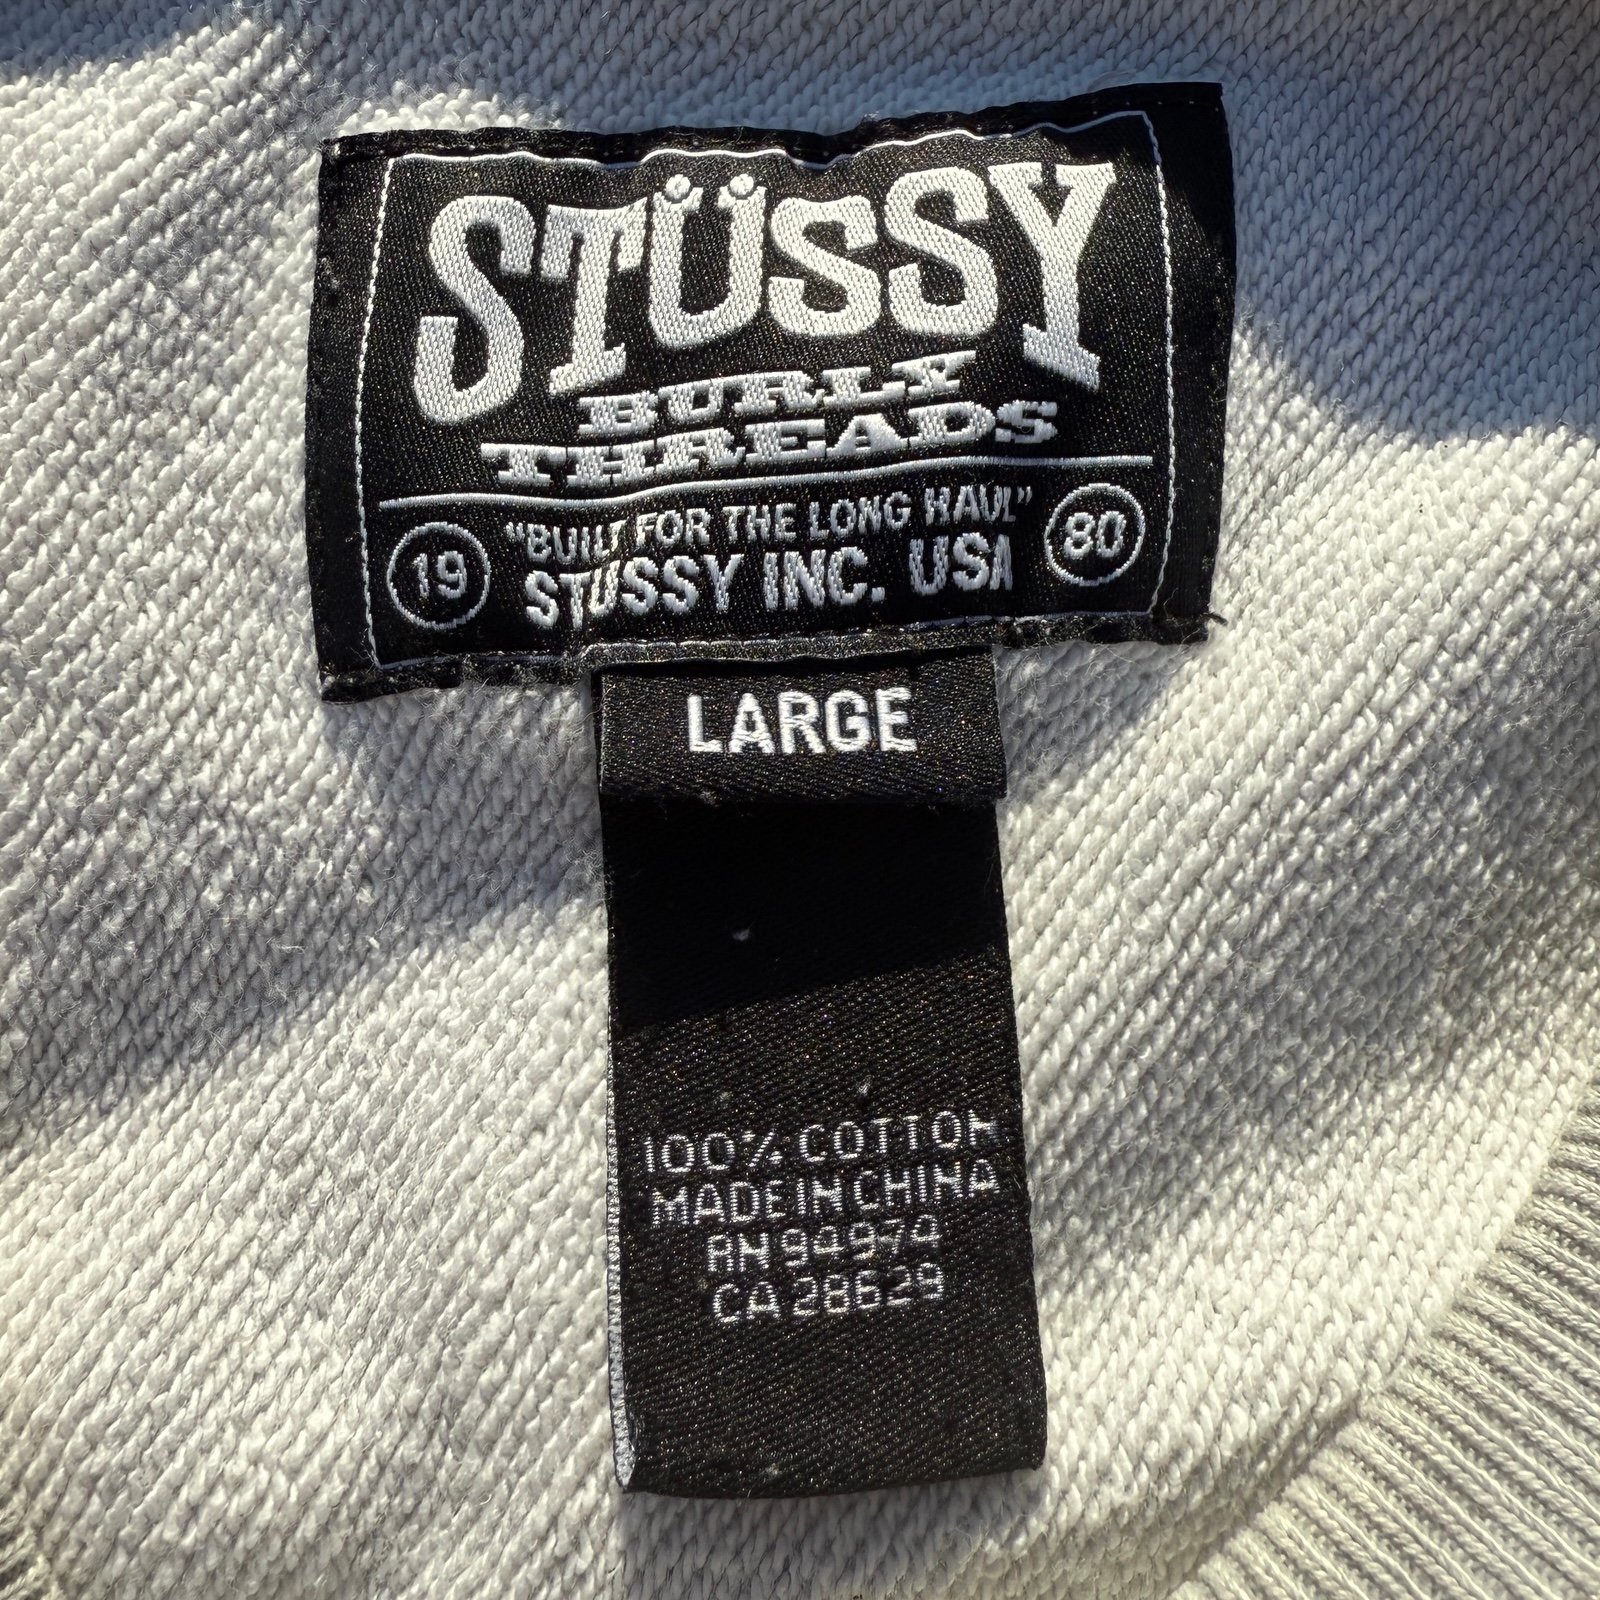 STÜSSY
BURLY
THREADS
19
"BUILT FOR THE LONG HAUL"
STUSSY INC. USA
80
LARGE
100% COTTON
MADE IN CHINA
RN 94974
CA 28629